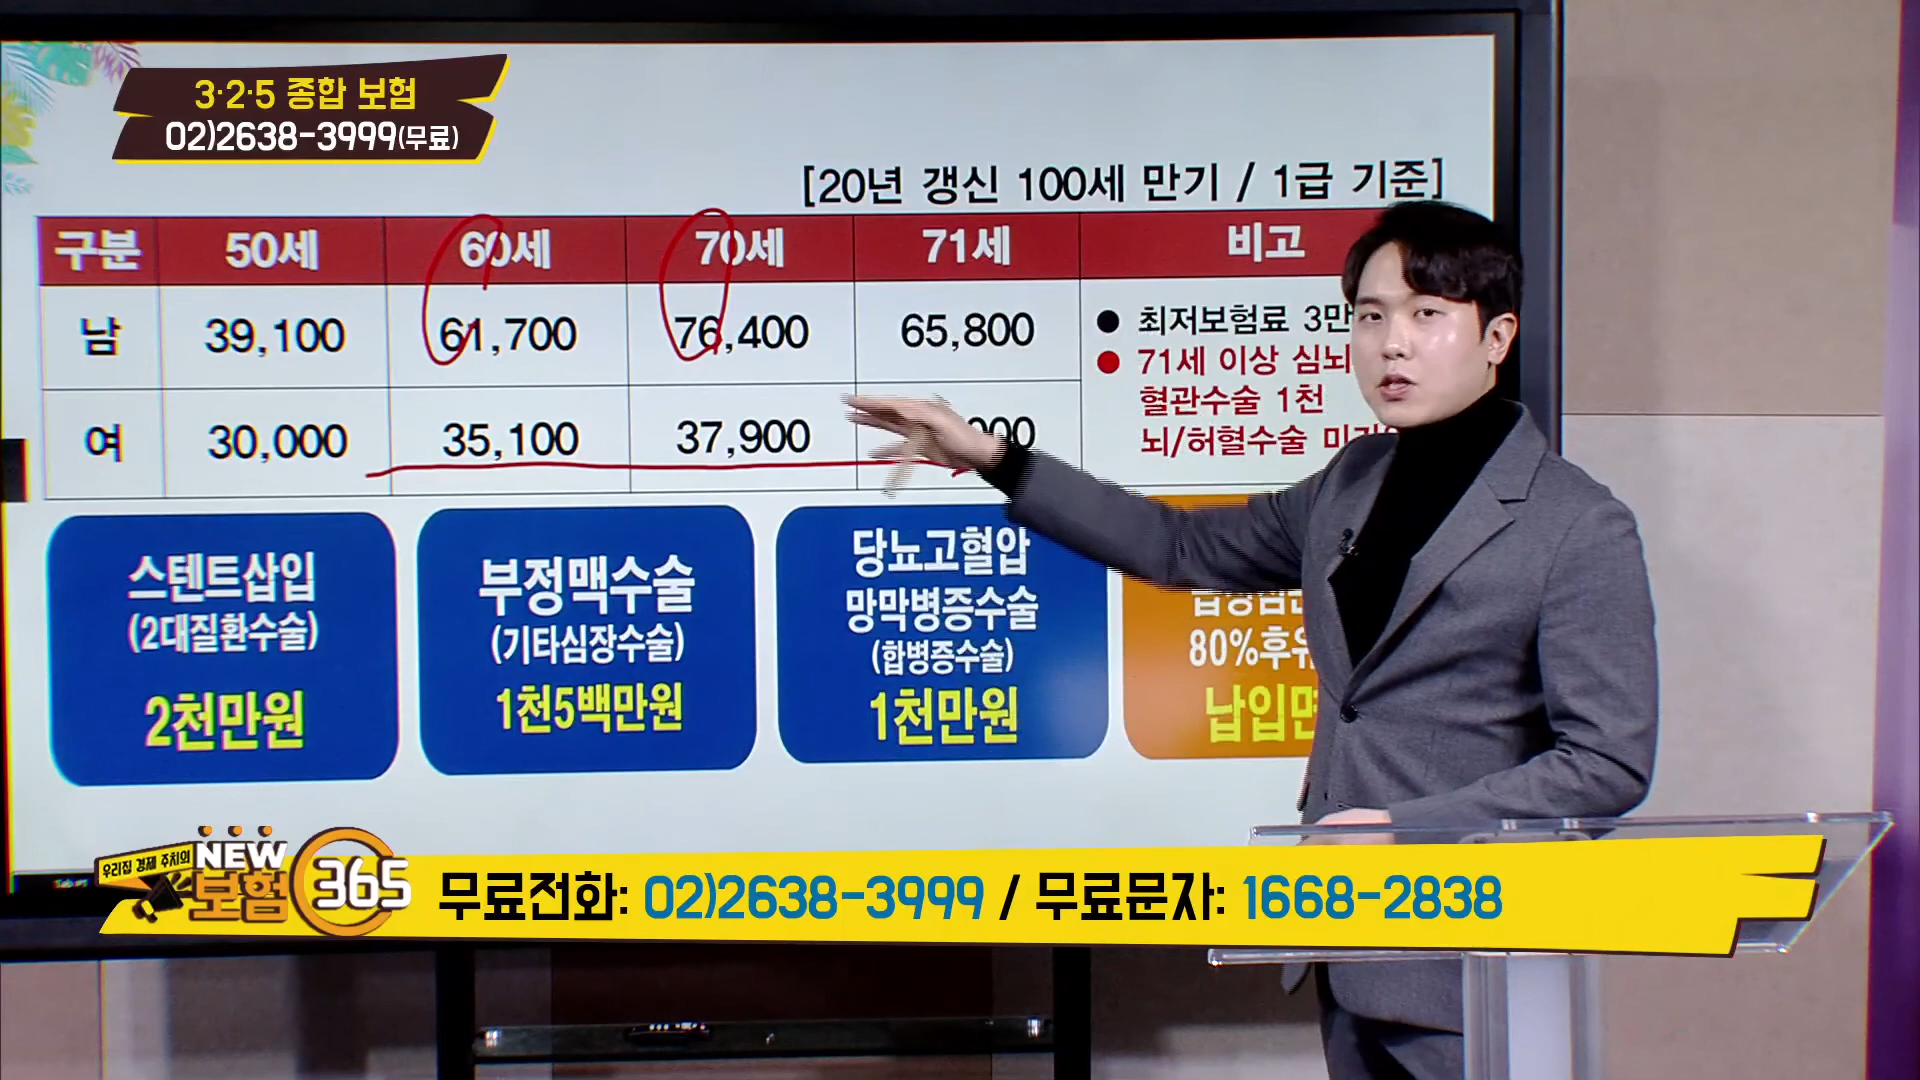 3·2·5 종합 보험
02)2638-3999(무료)
[20년 갱신 100세 만기 / 1급 기준]
구분 50세 60세 70세 71세 비고
남 39,100 61,700 76,400 65,800
여 30,000 35,100 37,900
● 최저보험료 3만
● 71세 이상 심뇌
혈관수술 1천
뇌/허혈수술
스텐트삽입
(2대질환수술)
2천만원
부정맥수술
(기타심장수술)
1천5백만원
당뇨고혈압
망막병증수술
(합병증수술)
1천만원
80%후유
납입면
우리집 경제 주치의
NEW
보험 365
무료전화: 02)2638-3999 / 무료문자: 1668-2838